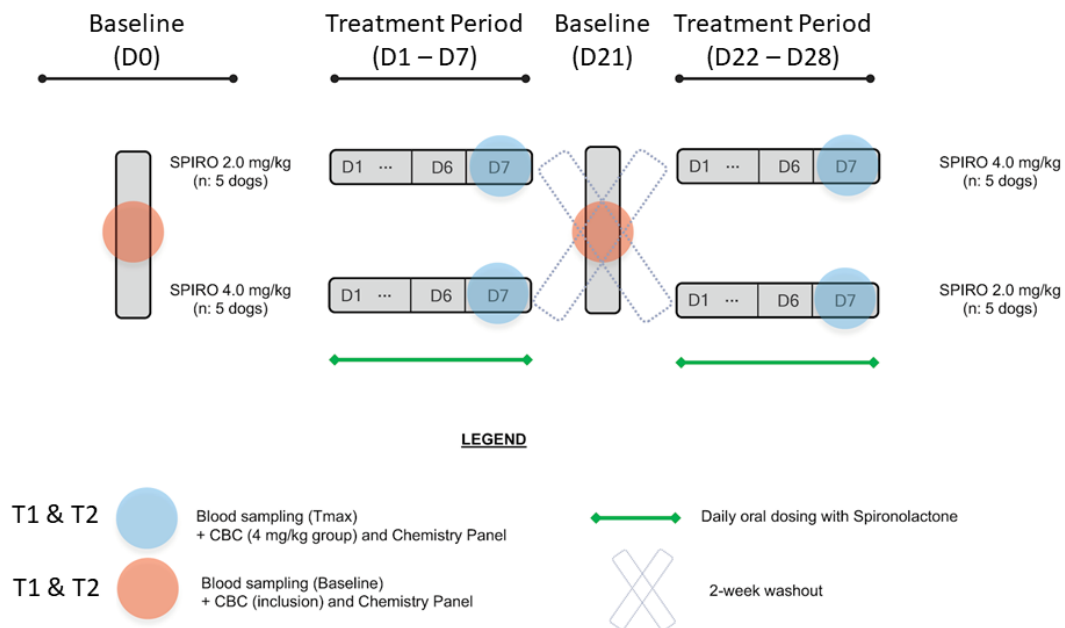 Baseline
(D0)
Treatment Period
(D1 – D7)
Baseline
(D21)
Treatment Period
(D22 – D28)
SPIRO 2.0 mg/kg
(n: 5 dogs)
D1 ... D6 D7
D1 ... D6 D7
SPIRO 4.0 mg/kg
(n: 5 dogs)
SPIRO 4.0 mg/kg
(n: 5 dogs)
D1 ... D6 D7
D1 ... D6 D7
SPIRO 2.0 mg/kg
(n: 5 dogs)
LEGEND
T1 & T2
Blood sampling (Tmax)
+ CBC (4 mg/kg group) and Chemistry Panel
Daily oral dosing with Spironolactone
T1 & T2
Blood sampling (Baseline)
+ CBC (inclusion) and Chemistry Panel
2-week washout